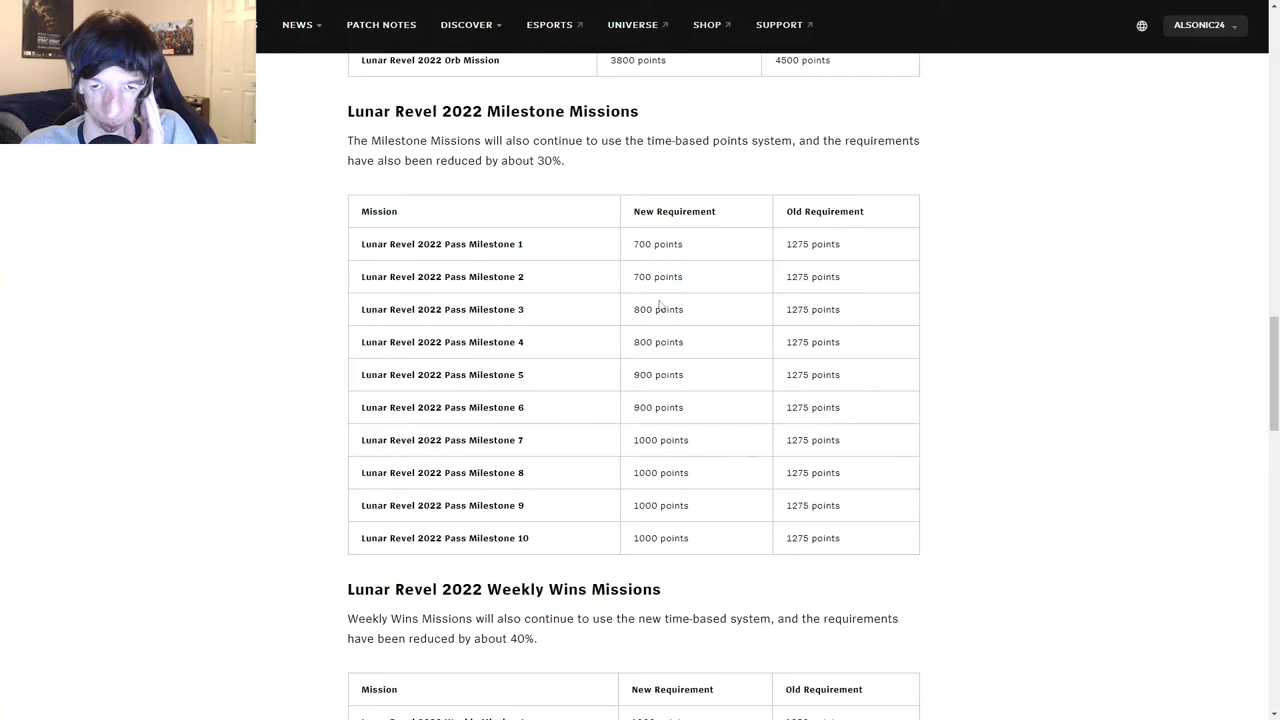 NEWS
PATCH NOTES
DISCOVER
ESPORTS
UNIVERSE
SHOP
SUPPORT
ALSONIC24
Lunar Revel 2022 Orb Mission 3800 points 4500 points
Lunar Revel 2022 Milestone Missions
The Milestone Missions will also continue to use the time-based points system, and the requirements
have also been reduced by about 30%.
Mission New Requirement Old Requirement
Lunar Revel 2022 Pass Milestone 1 700 points 1275 points
Lunar Revel 2022 Pass Milestone 2 700 points 1275 points
Lunar Revel 2022 Pass Milestone 3 800 points 1275 points
Lunar Revel 2022 Pass Milestone 4 800 points 1275 points
Lunar Revel 2022 Pass Milestone 5 900 points 1275 points
Lunar Revel 2022 Pass Milestone 6 900 points 1275 points
Lunar Revel 2022 Pass Milestone 7 1000 points 1275 points
Lunar Revel 2022 Pass Milestone 8 1000 points 1275 points
Lunar Revel 2022 Pass Milestone 9 1000 points 1275 points
Lunar Revel 2022 Pass Milestone 10 1000 points 1275 points
Lunar Revel 2022 Weekly Wins Missions
Weekly Wins Missions will also continue to use the new time-based system, and the requirements
have been reduced by about 40%.
Mission New Requirement Old Requirement